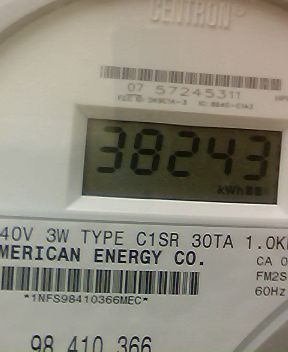 CENTRON®
07 57245311
38243
kWh
40V 3W TYPE C1SR 30TA 1.0K
MERICAN ENERGY CO.
CA 0
FM2S
*1NFS98410366MEC*
60Hz
98 410 366